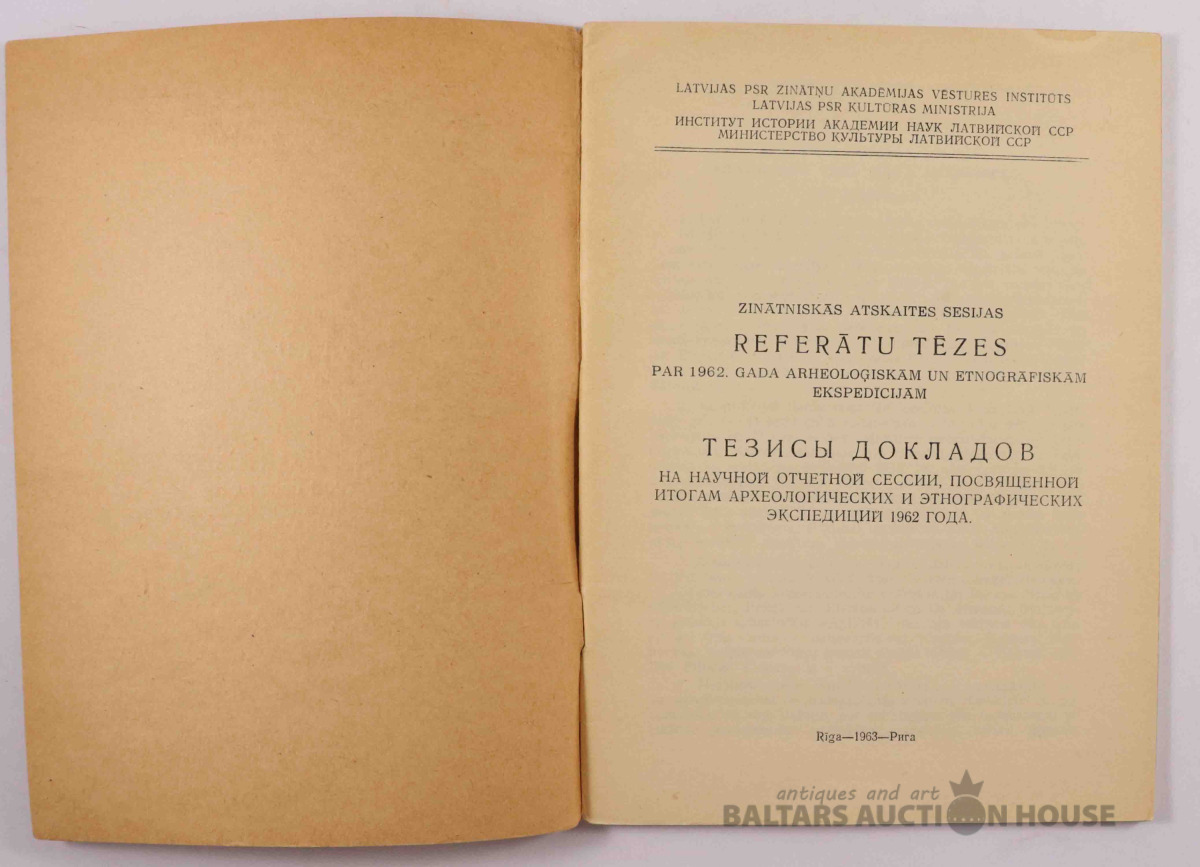 LATVIJAS PSR ZINĀTŅU AKADĒMIJAS VĒSTURES INSTITŪTS
LATVIJAS PSR KULTŪRAS MINISTRIJA
ИНСТИТУТ ИСТОРИИ АКАДЕМИИ НАУК ЛАТВИЙСКОЙ ССР
МИНИСТЕРСТВО КУЛЬТУРЫ ЛАТВИЙСКОЙ ССР
ZINĀTNISKĀS ATSKAITES SESIJAS
REFERĀTU TĒZES
PAR 1962. GADA ARHEOLOĢISKĀM UN ETNOGRĀFISKĀM
EKSPEDĪCIJĀM
ТЕЗИСЫ ДОКЛАДОВ
НА НАУЧНОЙ ОТЧЕТНОЙ СЕССИИ, ПОСВЯЩЕННОЙ
ИТОГАМ АРХЕОЛОГИЧЕСКИХ И ЭТНОГРАФИЧЕСКИХ
ЭКСПЕДИЦИЙ 1962 ГОДА.
Rīga—1963—Рига
antiques and art
BALTARS AUCTION HOUSE